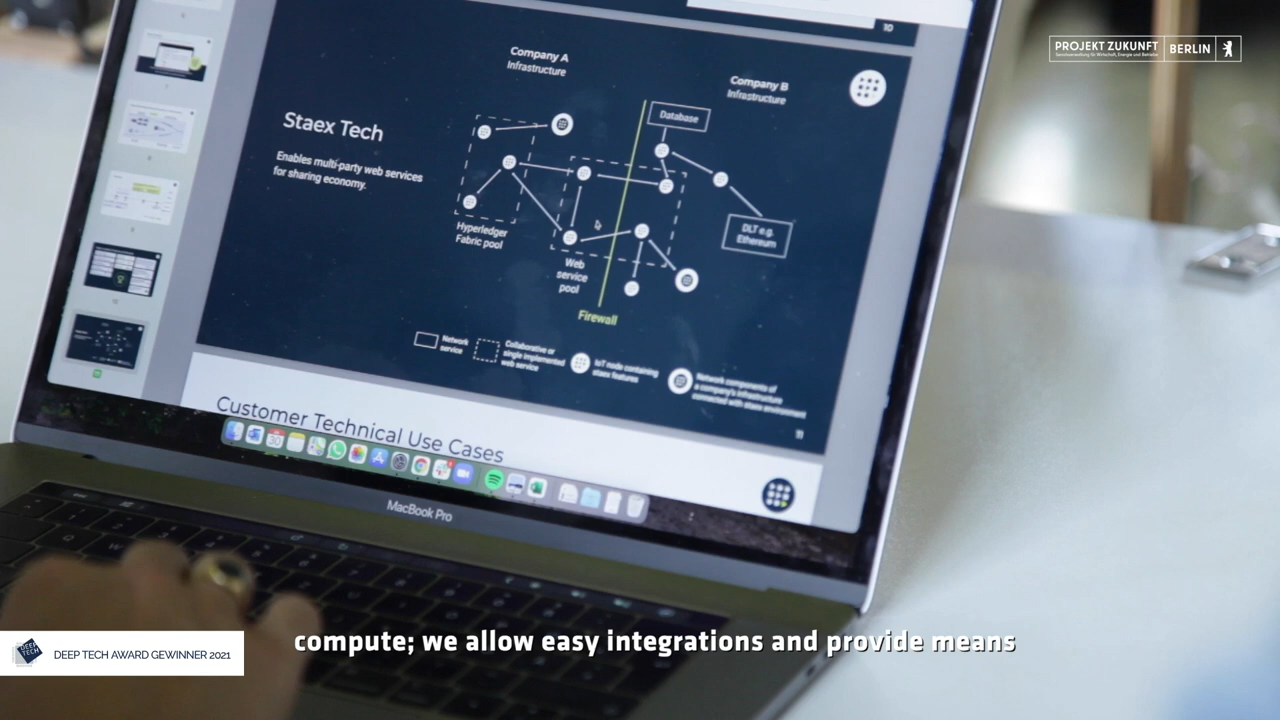 10
PROJEKT ZUKUNFT
BERLIN
Company A
Infrastructure
Company B
Infrastructure
Staex Tech
Enables multi-party web services
for sharing economy.
Database
DLT e.g.
Ethereum
Hyperledger
Fabric pool
Web
service
pool
Firewall
Network
service
Collaborative or
single implemented
web service
IoT node containing
staex features
Network components of
a company's infrastructure
connected with staex environment
11
Customer Technical Use Cases
MacBook Pro
compute; we allow easy integrations and provide means
DEEP TECH
DEEP TECH AWARD GEWINNER 2021